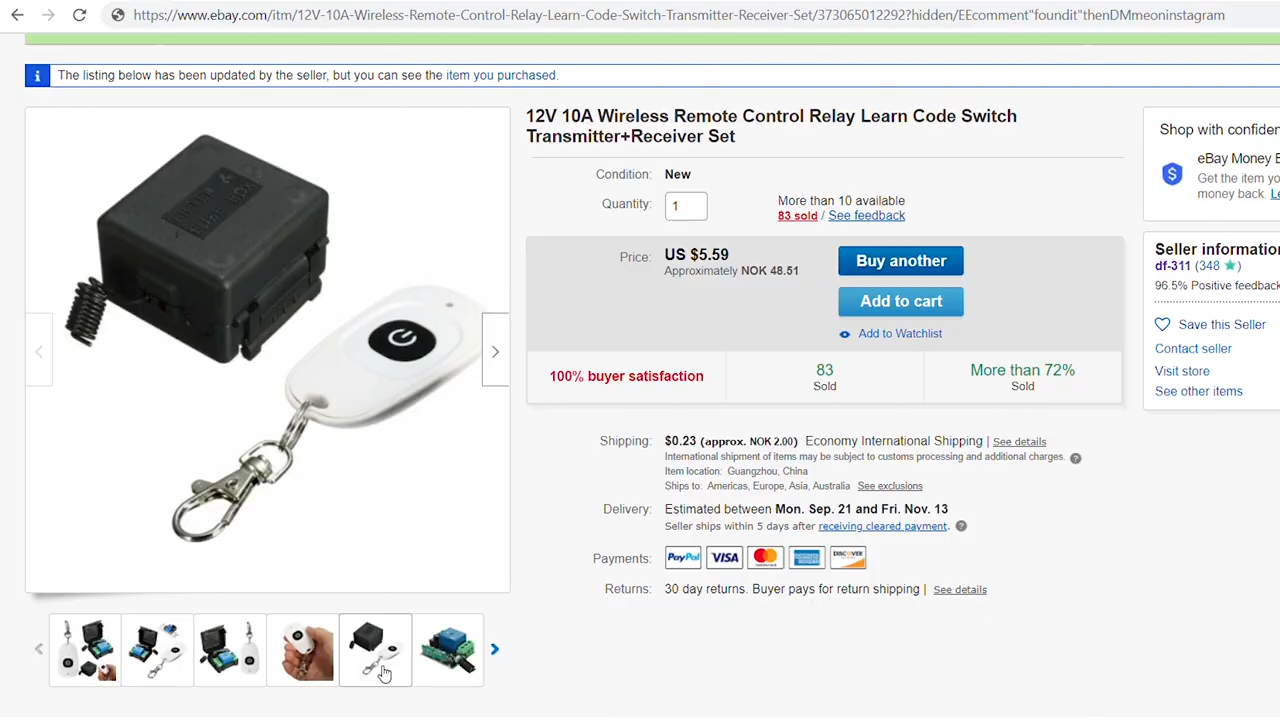 https://www.ebay.com/itm/12V-10A-Wireless-Remote-Control-Relay-Learn-Code-Switch-Transmitter-Receiver-Set/373065012292?hidden/EEcomment"foundit"thenDMmeoninstagram
The listing below has been updated by the seller, but you can see the item you purchased.
12V 10A Wireless Remote Control Relay Learn Code Switch
Transmitter+Receiver Set
Condition: New
Quantity: 1
More than 10 available
83 sold / See feedback
Price: US $5.59
Approximately NOK 48.51
Buy another
Add to cart
Add to Watchlist
100% buyer satisfaction
83
Sold
More than 72%
Sold
Shipping: $0.23 (approx. NOK 2.00) Economy International Shipping | See details
International shipment of items may be subject to customs processing and additional charges.
Item location: Guangzhou, China
Ships to: Americas, Europe, Asia, Australia See exclusions
Delivery: Estimated between Mon. Sep. 21 and Fri. Nov. 13
Seller ships within 5 days after receiving cleared payment.
Payments: PayPal VISA MasterCard AMERICAN EXPRESS DISCOVER
Returns: 30 day returns. Buyer pays for return shipping | See details
Shop with confiden
eBay Money B
Get the item yo
money back. Le
Seller information
df-311 (348 )
96.5% Positive feedback
Save this Seller
Contact seller
Visit store
See other items